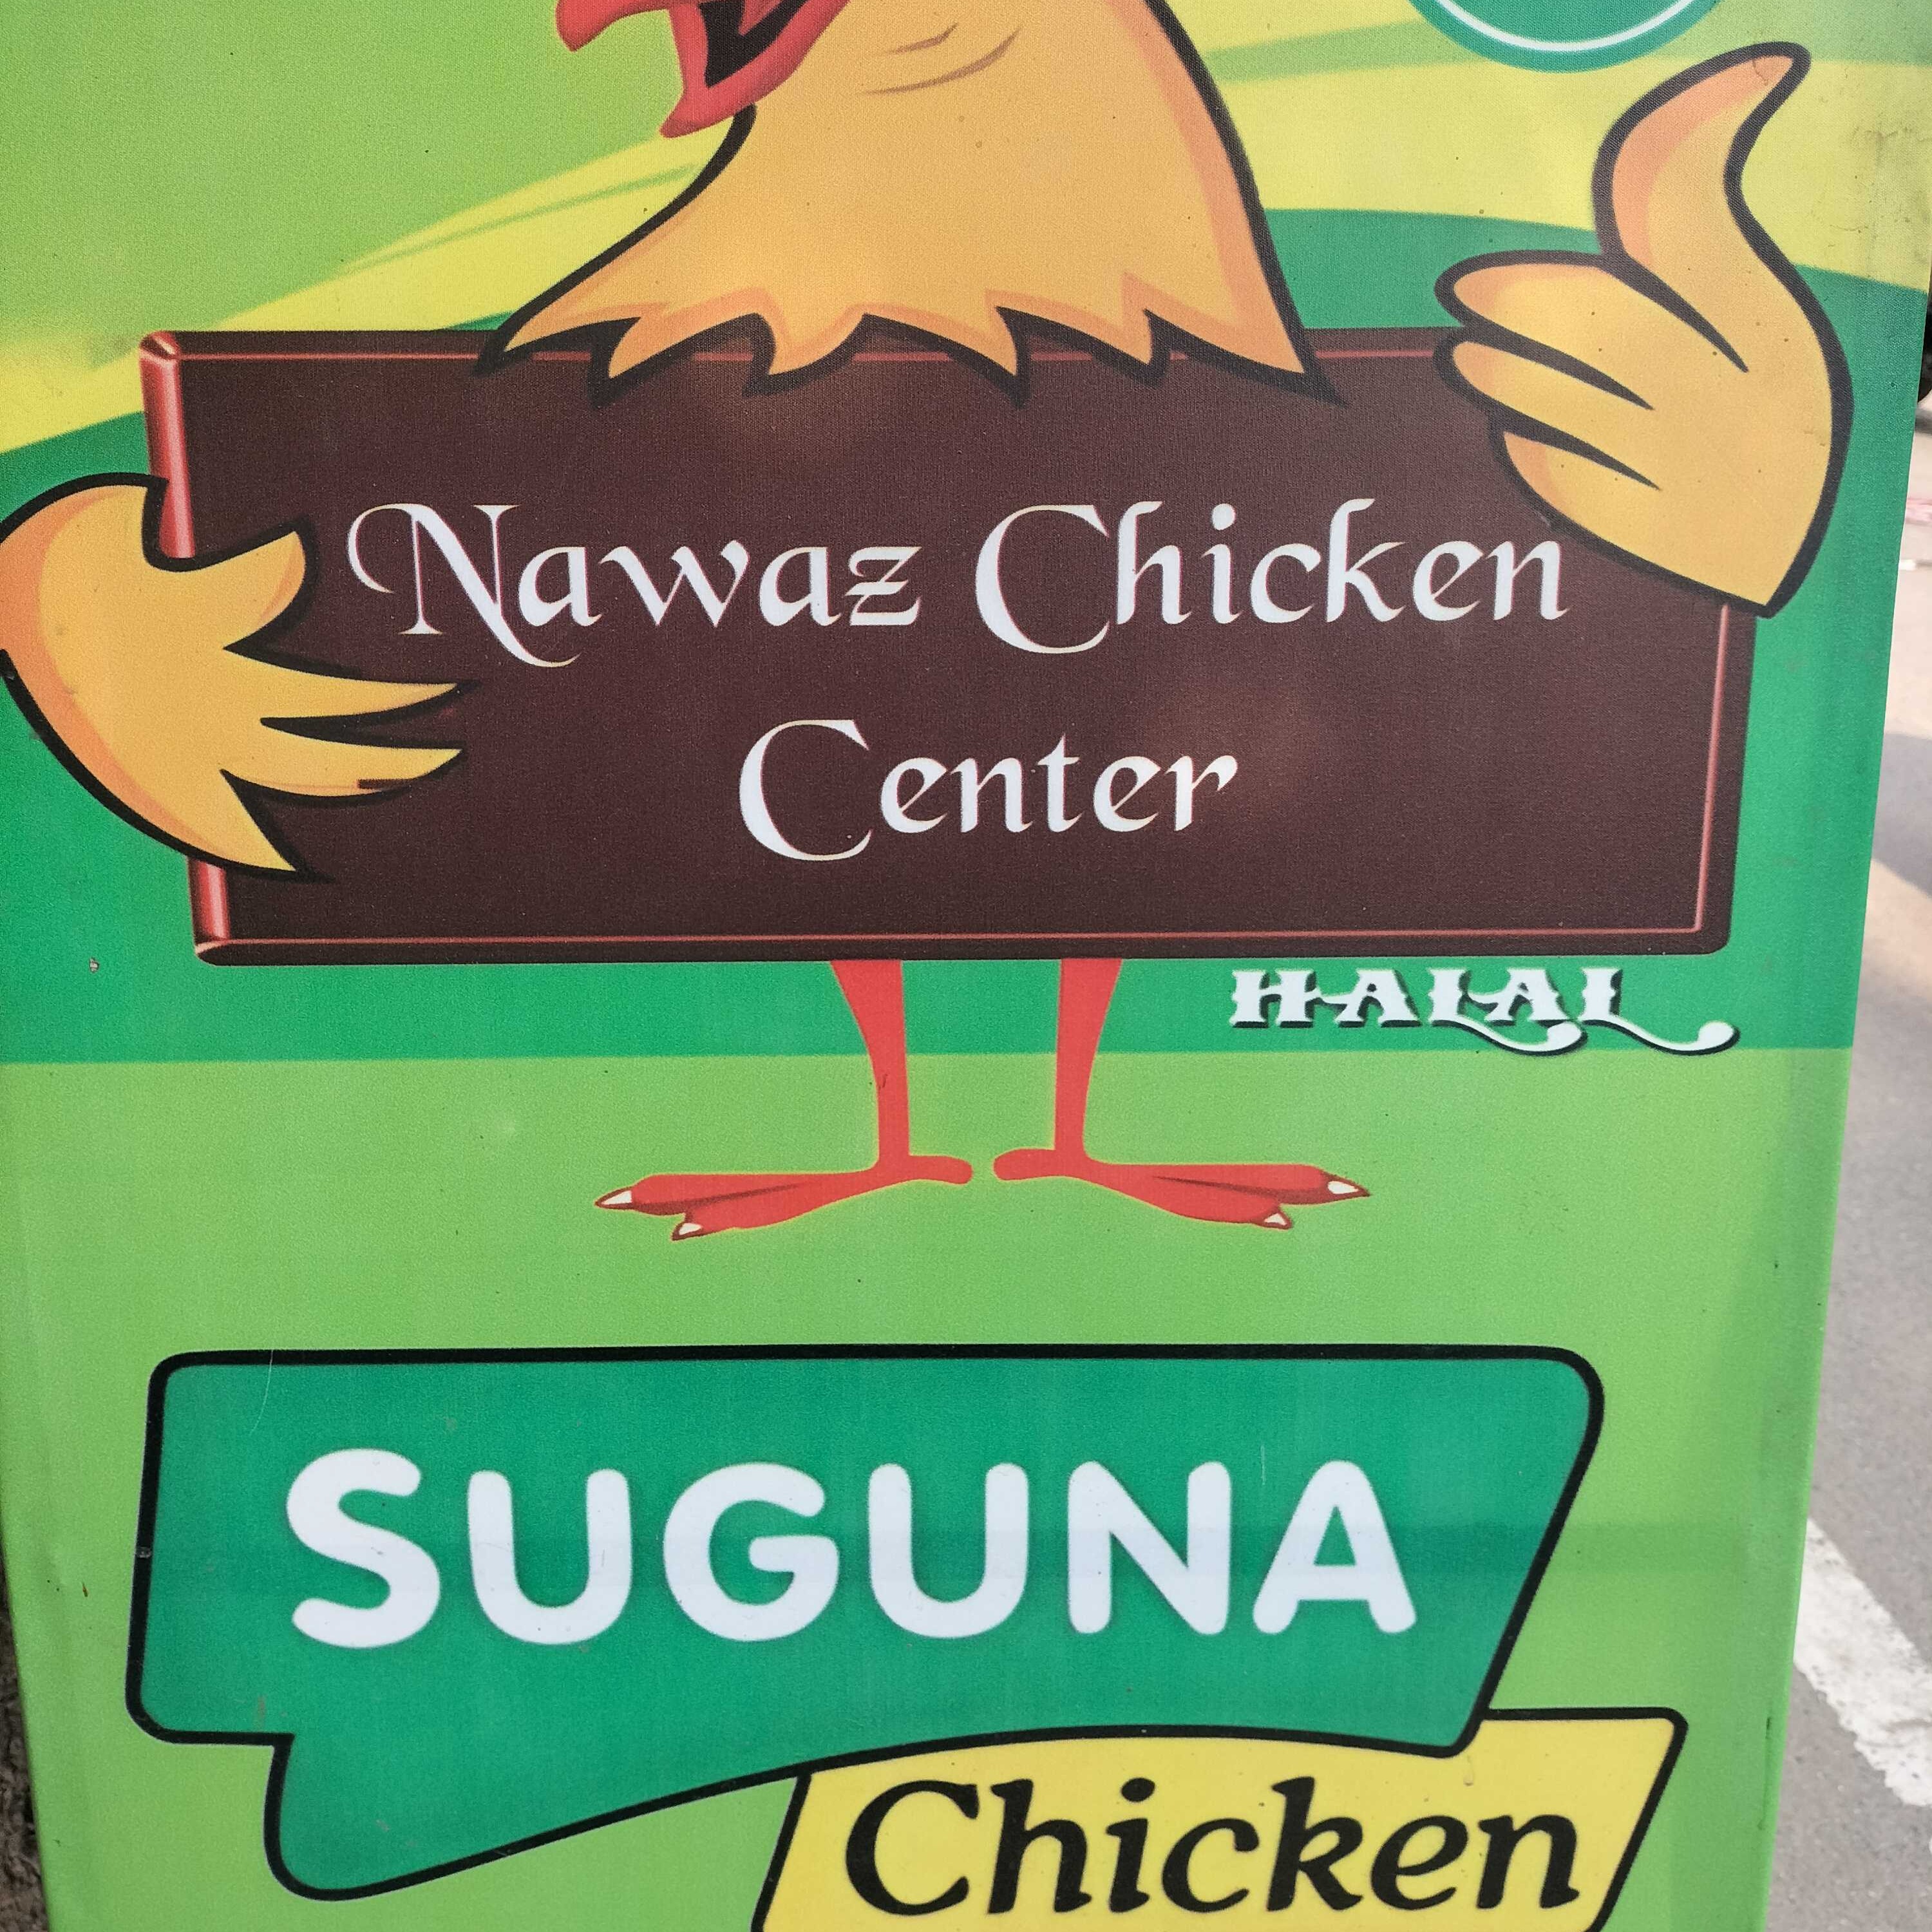 Nawaz Chicken
Center
HALAL
SUGUNA
Chicken